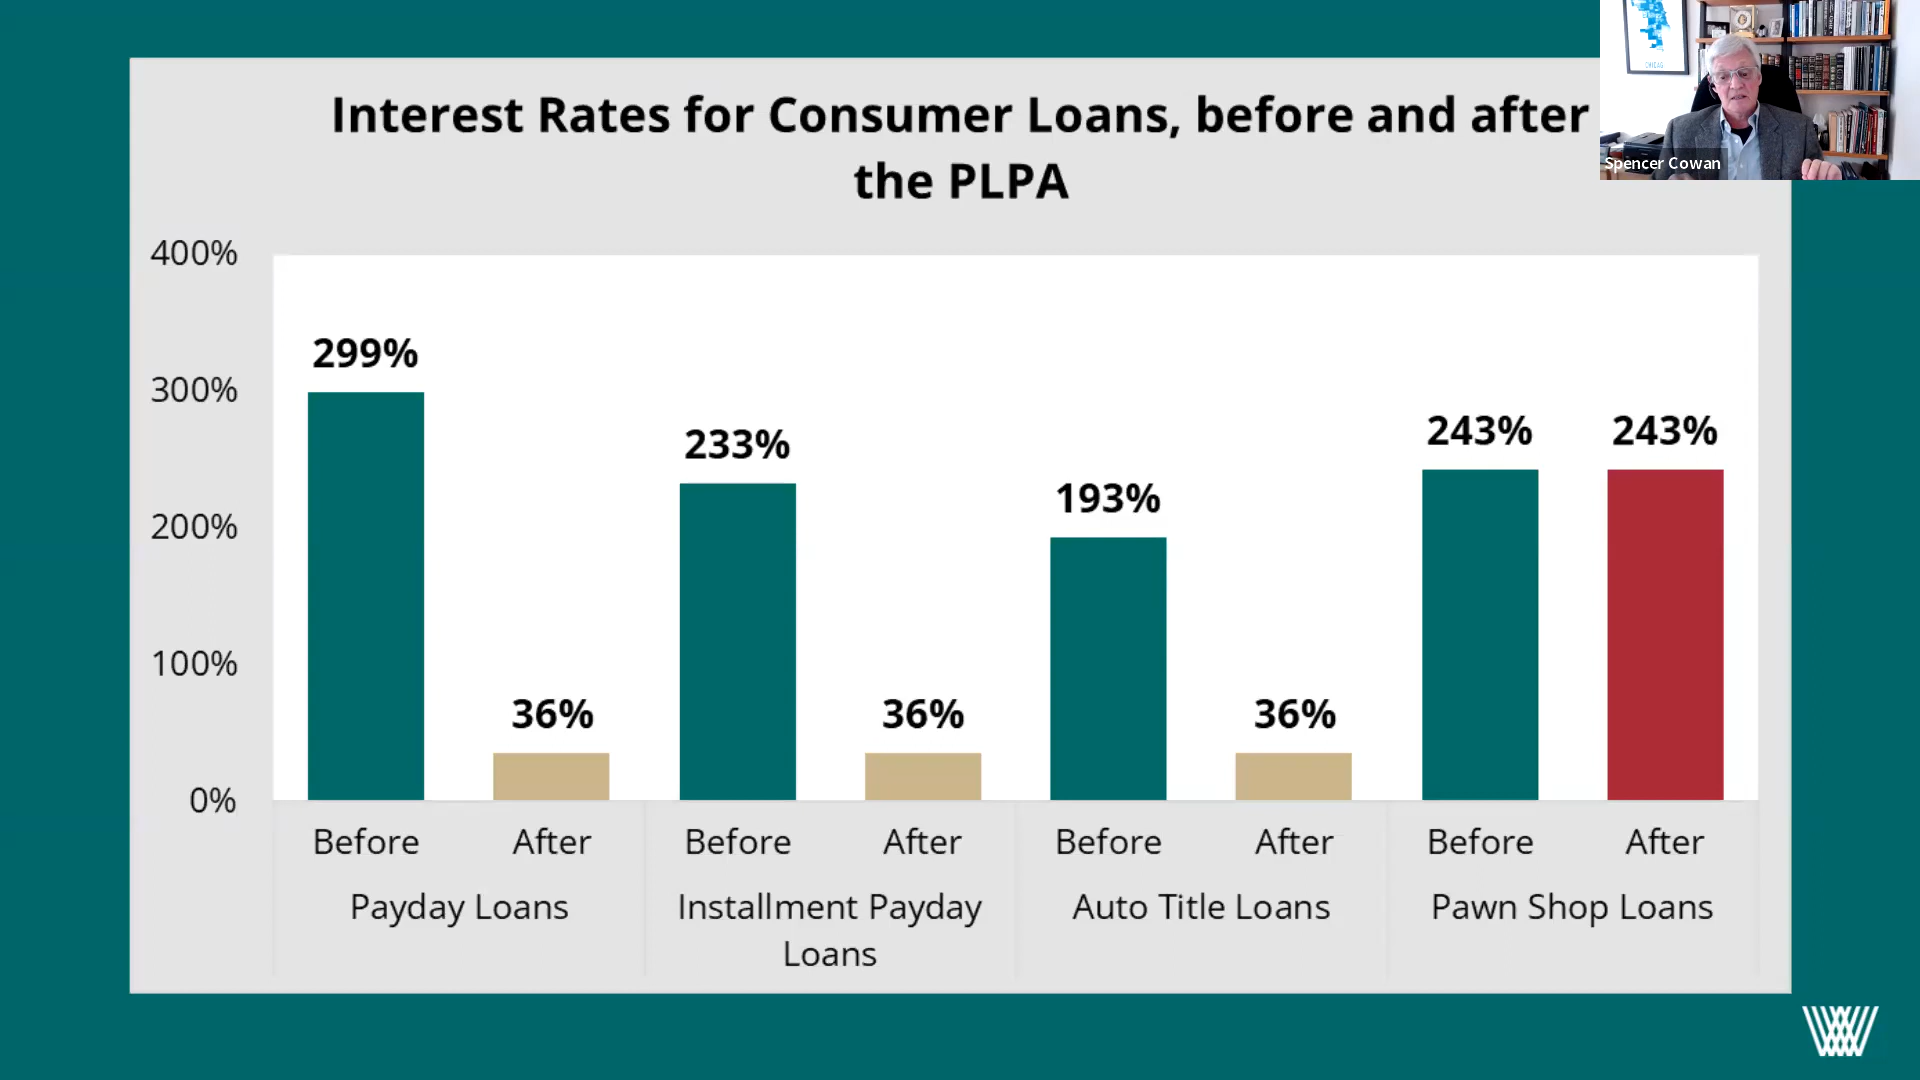 Interest Rates for Consumer Loans, before and after
the PLPA
CHICAGO
Spencer Cowan
400%
300%
200%
100%
0%
299%
36%
233%
36%
193%
36%
243%
243%
Before After Before After Before After Before After
Payday Loans
Installment Payday
Loans
Auto Title Loans
Pawn Shop Loans